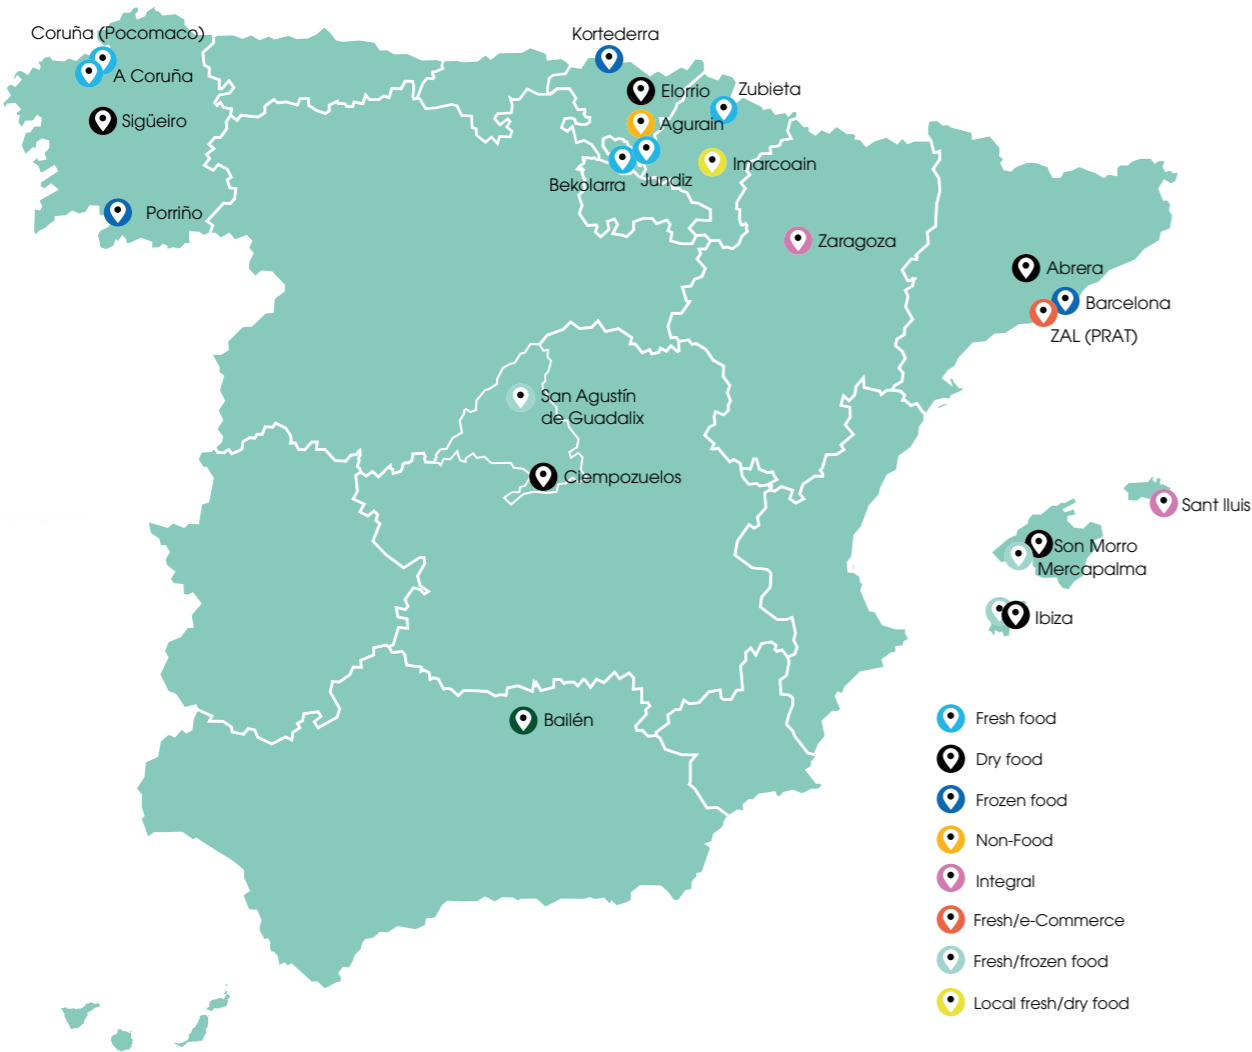 Coruña (Pocomaco)
A Coruña
Sigüeiro
Porriño
Kortederra
Elorrio
Zubieta
Agurain
Imarcoain
Bekolarra
Jundiz
Zaragoza
Abrera
Barcelona
ZAL (PRAT)
San Agustín
de Guadalix
Ciempozuelos
Sant lluis
Son Morro
Mercapalma
Ibiza
Bailén
Fresh food
Dry food
Frozen food
Non-Food
Integral
Fresh/e-Commerce
Fresh/frozen food
Local fresh/dry food